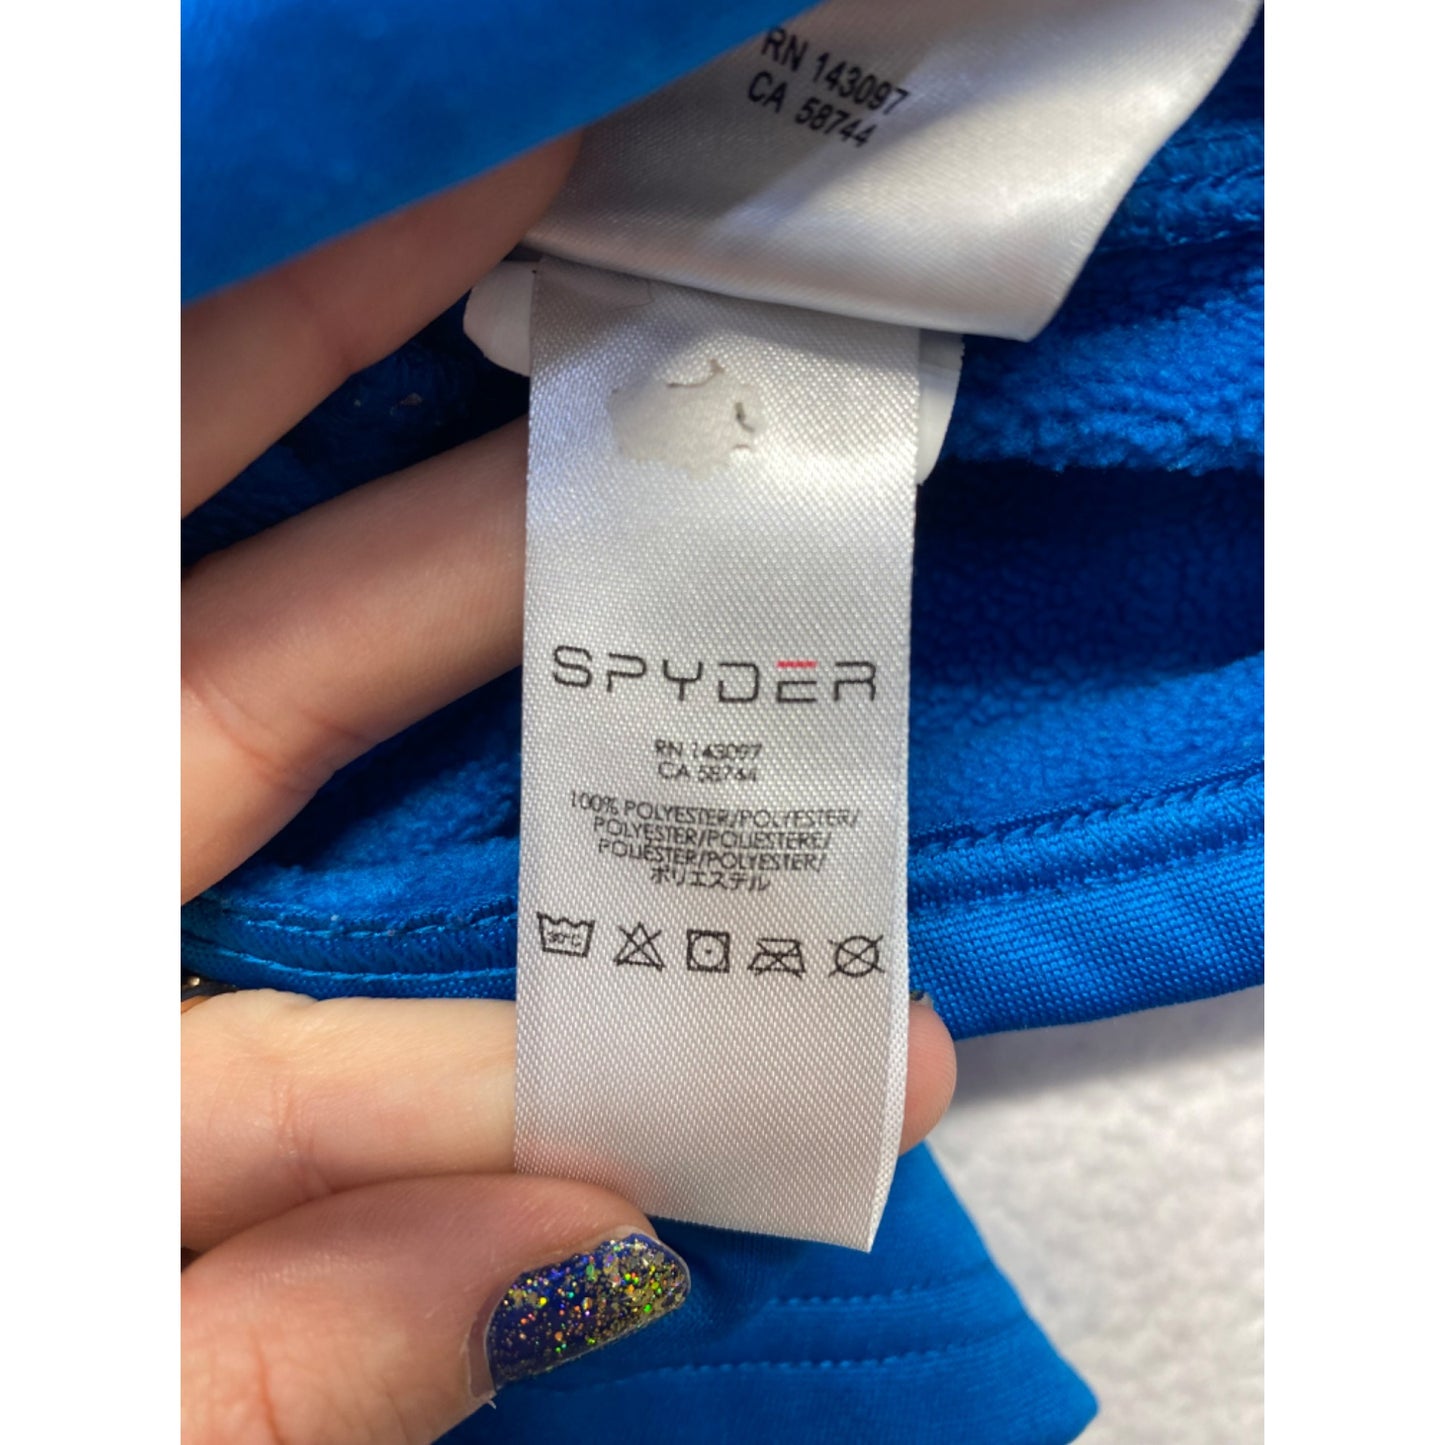 RN 143097
CA 58744
SPYDER
RN 143097
CA 58744
100% POLYESTER/POLYESTER/
POLYESTER/POLIESTERE/
POLIESTER/POLYESTER/
ポリエステル
30°C